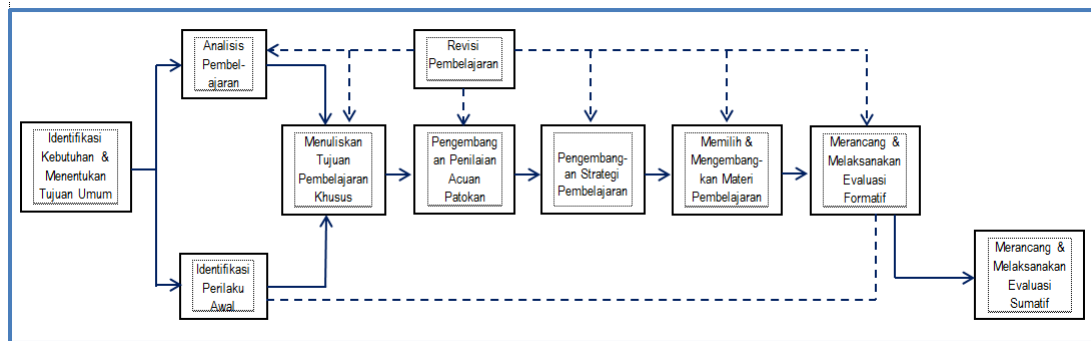 Analisis
Pembel-
ajaran
Revisi
Pembelajaran
Identifikasi
Kebutuhan &
Menentukan
Tujuan Umum
Menuliskan
Tujuan
Pembelajaran
Khusus
Pengembang
an Penilaian
Acuan
Patokan
Pengembang-
an Strategi
Pembelajaran
Memilih &
Mengembang-
kan Materi
Pembelajaran
Merancang &
Melaksanakan
Evaluasi
Formatif
Identifikasi
Perilaku
Awal
Merancang &
Melaksanakan
Evaluasi
Sumatif